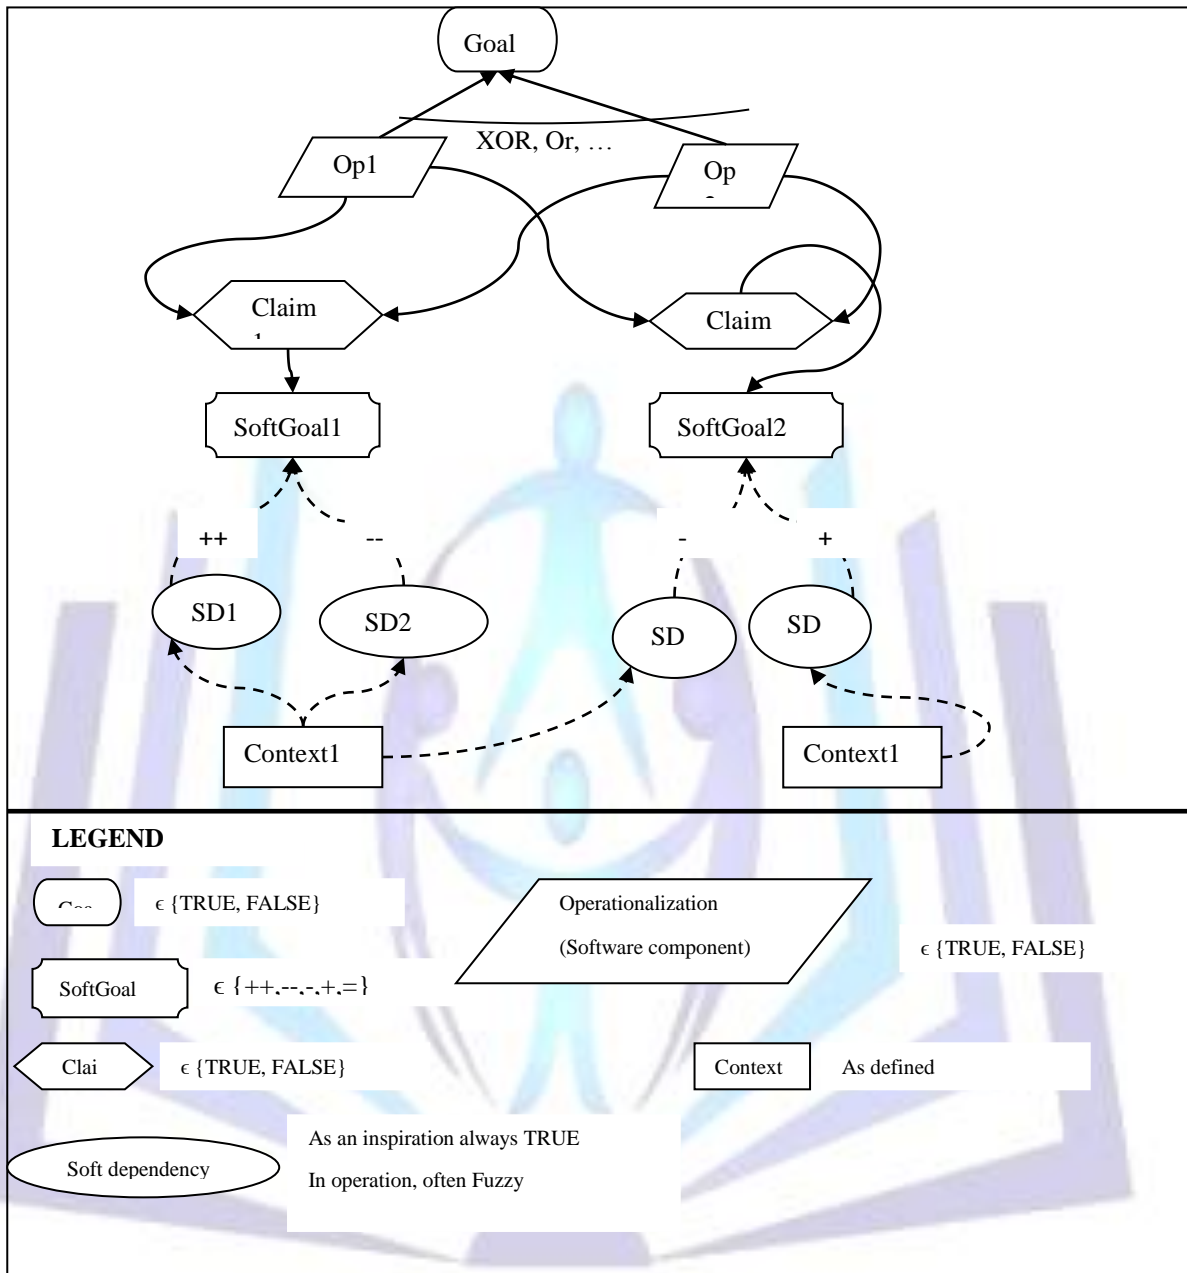 Goal
XOR, Or, …
Op1
Op
Claim
Claim
SoftGoal1
SoftGoal2
++
--
-
+
SD1
SD2
SD
SD
Context1
Context1
LEGEND
ϵ {TRUE, FALSE}
Operationalization
(Software component)
ϵ {TRUE, FALSE}
SoftGoal
ϵ {++,--,-,+,=}
Clai
ϵ {TRUE, FALSE}
Context
As defined
As an inspiration always TRUE
In operation, often Fuzzy
Soft dependency